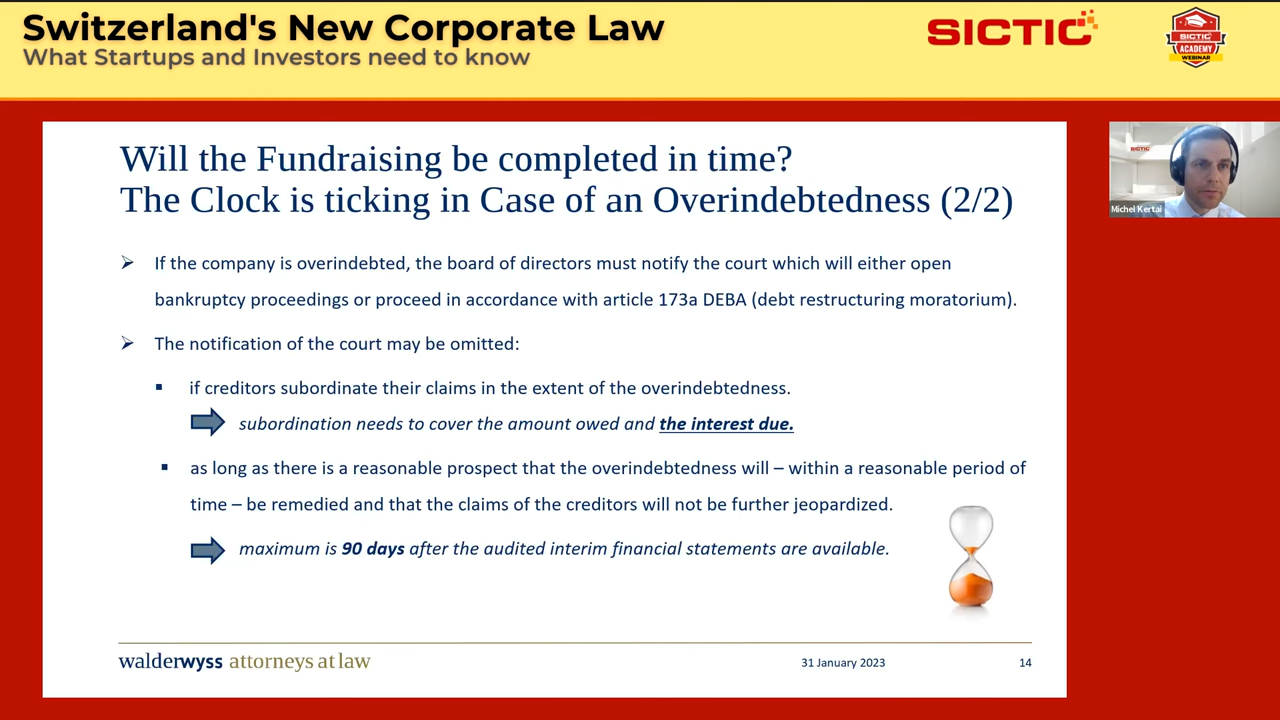 Switzerland's New Corporate Law
What Startups and Investors need to know
SICTIC
SICTIC
ACADEMY
WEBINAR
Will the Fundraising be completed in time?
The Clock is ticking in Case of an Overindebtedness (2/2)
SICTIC
Michel Kertai
➢ If the company is overindebted, the board of directors must notify the court which will either open
bankruptcy proceedings or proceed in accordance with article 173a DEBA (debt restructuring moratorium).
➢ The notification of the court may be omitted:
▪ if creditors subordinate their claims in the extent of the overindebtedness.
subordination needs to cover the amount owed and the interest due.
▪ as long as there is a reasonable prospect that the overindebtedness will – within a reasonable period of
time – be remedied and that the claims of the creditors will not be further jeopardized.
maximum is 90 days after the audited interim financial statements are available.
walderwyss attorneys at law
31 January 2023
14